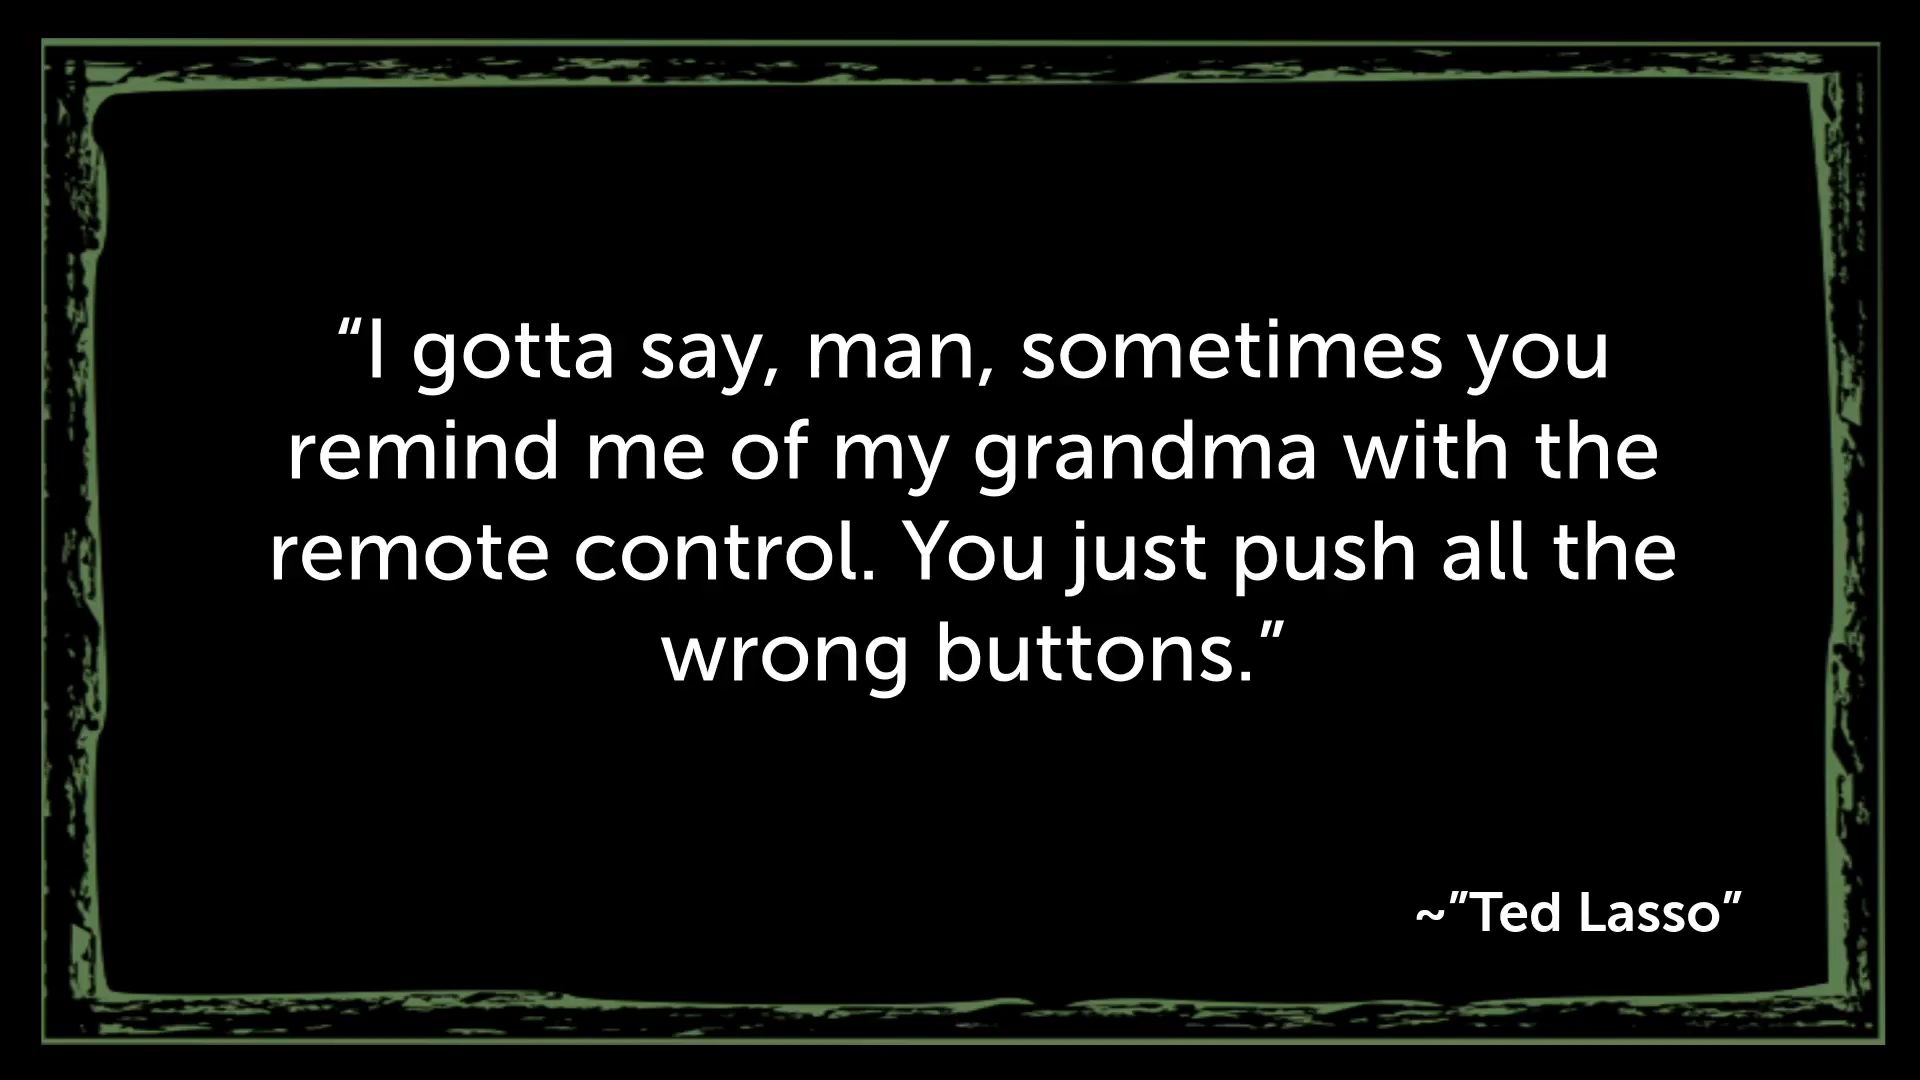 “I gotta say, man, sometimes you
remind me of my grandma with the
remote control. You just push all the
wrong buttons.”
~”Ted Lasso”